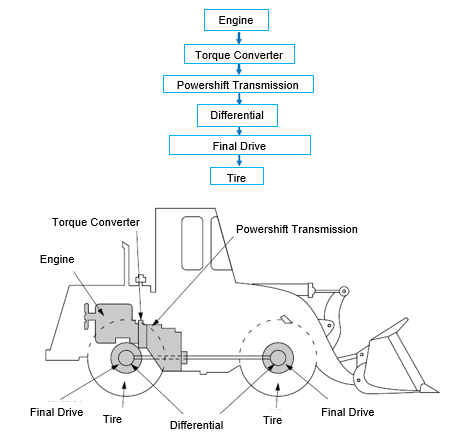 Engine
Torque Converter
Powershift Transmission
Differential
Final Drive
Tire
Torque Converter
Powershift Transmission
Engine
Final Drive
Tire
Differential
Tire
Final Drive